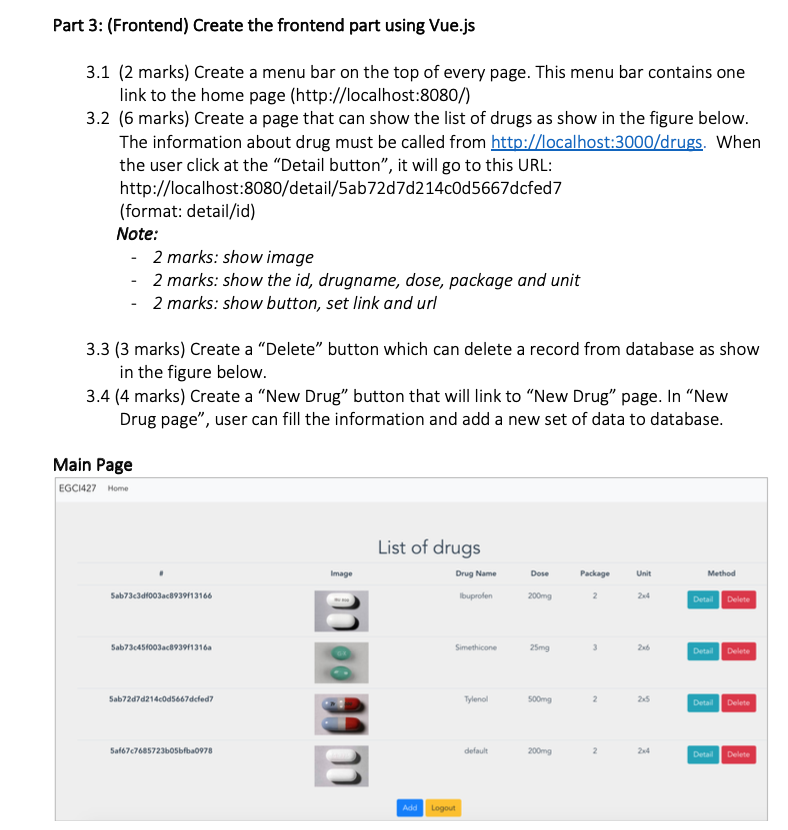 Part 3: (Frontend) Create the frontend part using Vue.js
3.1 (2 marks) Create a menu bar on the top of every page. This menu bar contains one
link to the home page (http://localhost:8080/)
3.2 (6 marks) Create a page that can show the list of drugs as show in the figure below.
The information about drug must be called from http://localhost:3000/drugs. When
the user click at the “Detail button”, it will go to this URL:
http://localhost:8080/detail/5ab72d7d214c0d5667dcfed7
(format: detail/id)
Note:
- 2 marks: show image
- 2 marks: show the id, drugname, dose, package and unit
- 2 marks: show button, set link and url
3.3 (3 marks) Create a “Delete” button which can delete a record from database as show
in the figure below.
3.4 (4 marks) Create a “New Drug” button that will link to “New Drug” page. In “New
Drug page”, user can fill the information and add a new set of data to database.
Main Page
EGCI427 Home
List of drugs
# Image Drug Name Dose Package Unit Method
5ab73c3df003ac8939f13166 Ibuprofen 200mg 2 2x4 Detail Delete
5ab73c45f003ac8939f1316a Simethicone 25mg 3 2x6 Detail Delete
5ab72d7d214c0d5667dcfed7 Tylenol 500mg 2 2x5 Detail Delete
5af67c7685723b05bfba0978 default 200mg 2 2x4 Detail Delete
Add Logout